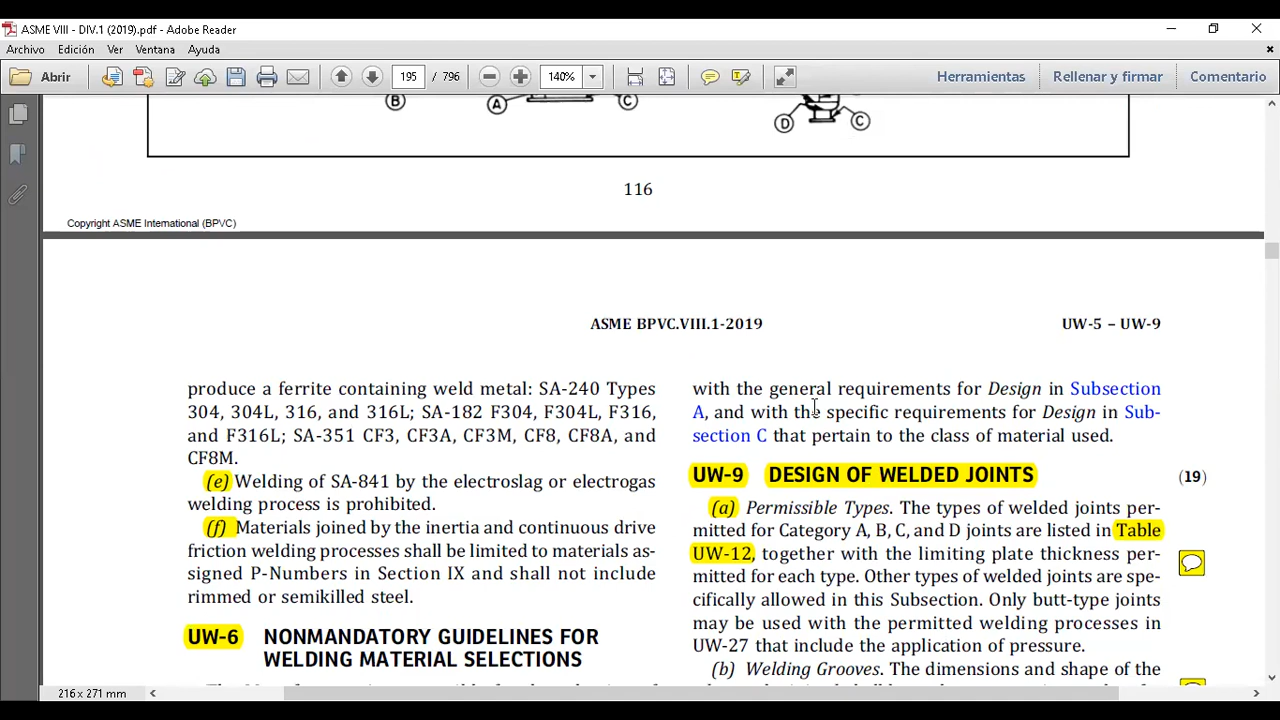 ASME VIII - DIV.1 (2019).pdf - Adobe Reader
Archivo Edición Ver Ventana Ayuda
Abrir 195 / 796 140% Herramientas Rellenar y firmar Comentario
B A C D C
116
Copyright ASME International (BPVC)
ASME BPVC.VIII.1-2019 UW-5 – UW-9
produce a ferrite containing weld metal: SA-240 Types
304, 304L, 316, and 316L; SA-182 F304, F304L, F316,
and F316L; SA-351 CF3, CF3A, CF3M, CF8, CF8A, and
CF8M.
(e) Welding of SA-841 by the electroslag or electrogas
welding process is prohibited.
(f) Materials joined by the inertia and continuous drive
friction welding processes shall be limited to materials as-
signed P-Numbers in Section IX and shall not include
rimmed or semikilled steel.
UW-6 NONMANDATORY GUIDELINES FOR
WELDING MATERIAL SELECTIONS
with the general requirements for Design in Subsection
A, and with the specific requirements for Design in Sub-
section C that pertain to the class of material used.
UW-9 DESIGN OF WELDED JOINTS (19)
(a) Permissible Types. The types of welded joints per-
mitted for Category A, B, C, and D joints are listed in Table
UW-12, together with the limiting plate thickness per-
mitted for each type. Other types of welded joints are spe-
cifically allowed in this Subsection. Only butt-type joints
may be used with the permitted welding processes in
UW-27 that include the application of pressure.
(b) Welding Grooves. The dimensions and shape of the
216 x 271 mm